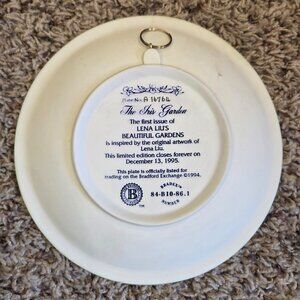 Plate No.
The Iris Garden
The first issue of
LENA LIU'S
BEAUTIFUL GARDENS
is inspired by the original artwork of
Lena Liu.
This limited edition closes forever on
December 13, 1995.
This plate is officially listed for
trading on the Bradford Exchange ©1994.
B
TM
BRADEX
84-B10-86.1
NUMBER